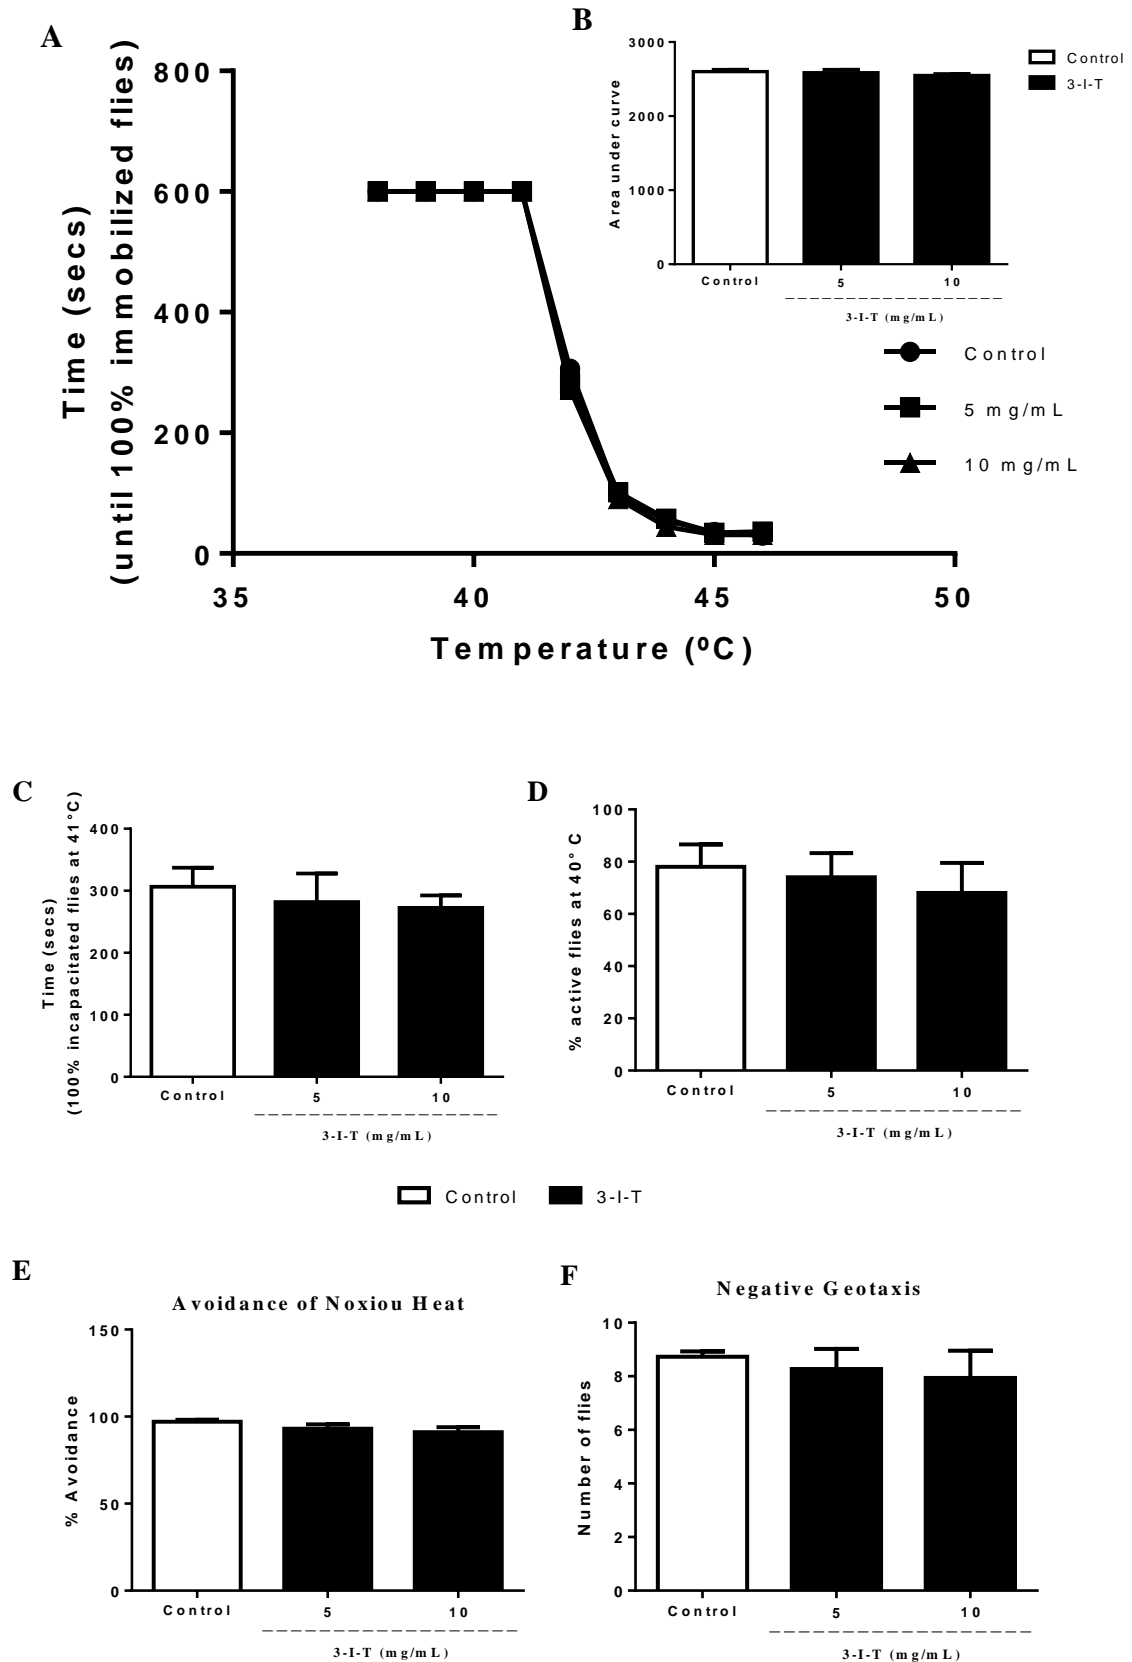 A
Time (secs)
(until 100% immobilized flies)
800
600
400
200
0
35
40
45
50
Temperature (ºC)
B
Area under curve
3000
2000
1000
0
Control
5
10
3-I-T (mg/mL)
Control
3-I-T
Control
5 mg/mL
10 mg/mL
C
Time (secs)
(100% incapacitated flies at 41°C)
400
300
200
100
0
Control
5
10
3-I-T (mg/mL)
D
% active flies at 40° C
100
80
60
40
20
0
Control
5
10
3-I-T (mg/mL)
Control
3-I-T
E
Avoidance of Noxiou Heat
% Avoidance
150
100
50
0
Control
5
10
3-I-T (mg/mL)
F
Negative Geotaxis
Number of flies
10
8
6
4
2
0
Control
5
10
3-I-T (mg/mL)